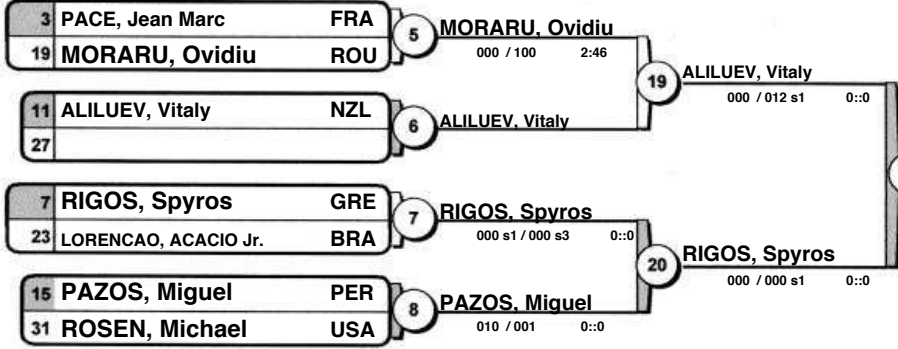 3 PACE, Jean Marc FRA
19 MORARU, Ovidiu ROU
5 MORARU, Ovidiu
000 / 100 2:46
11 ALILUEV, Vitaly NZL
27
6 ALILUEV, Vitaly
19 ALILUEV, Vitaly
000 / 012 s1 0::0
7 RIGOS, Spyros GRE
23 LORENCAO, ACACIO Jr. BRA
7 RIGOS, Spyros
000 s1 / 000 s3 0::0
15 PAZOS, Miguel PER
31 ROSEN, Michael USA
8 PAZOS, Miguel
010 / 001 0::0
20 RIGOS, Spyros
000 / 000 s1 0::0